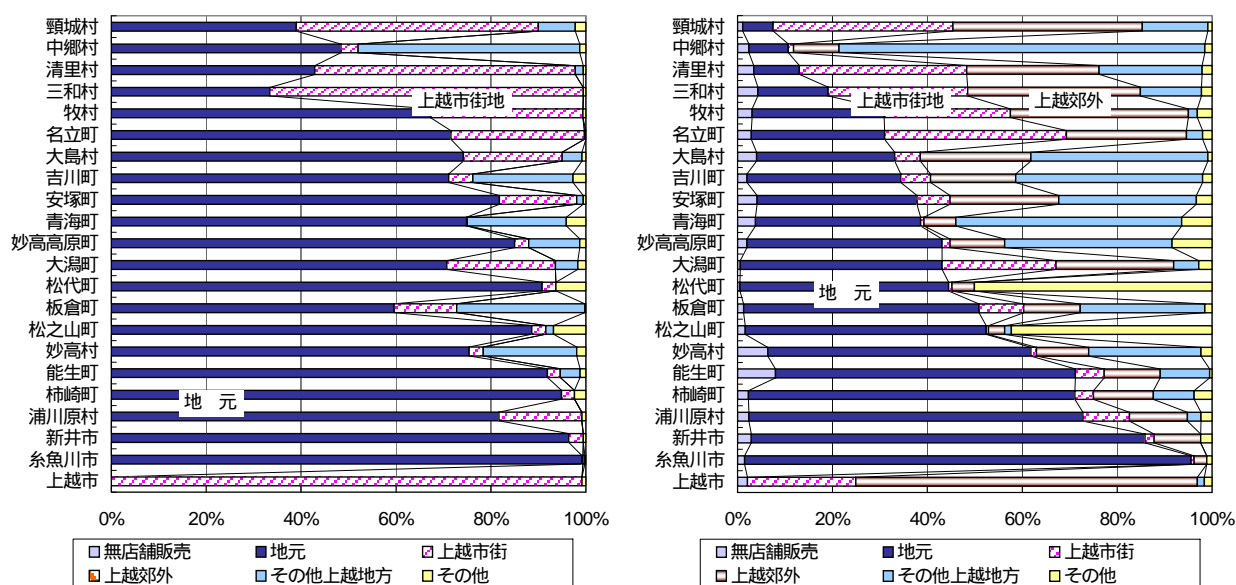 頸城村
中郷村
清里村
三和村
牧村
名立町
大島村
吉川町
安塚町
青海町
妙高高原町
大潟町
松代町
板倉町
松之山町
妙高村
能生町
柿崎町
浦川原村
新井市
糸魚川市
上越市
上越市街地
地 元
0% 20% 40% 60% 80% 100%
無店舗販売 地元 上越市街
上越郊外 その他上越地方 その他
頸城村
中郷村
清里村
三和村
牧村
名立町
大島村
吉川町
安塚町
青海町
妙高高原町
大潟町
松代町
板倉町
松之山町
妙高村
能生町
柿崎町
浦川原村
新井市
糸魚川市
上越市
上越市街地 上越郊外
地 元
0% 20% 40% 60% 80% 100%
無店舗販売 地元 上越市街
上越郊外 その他上越地方 その他